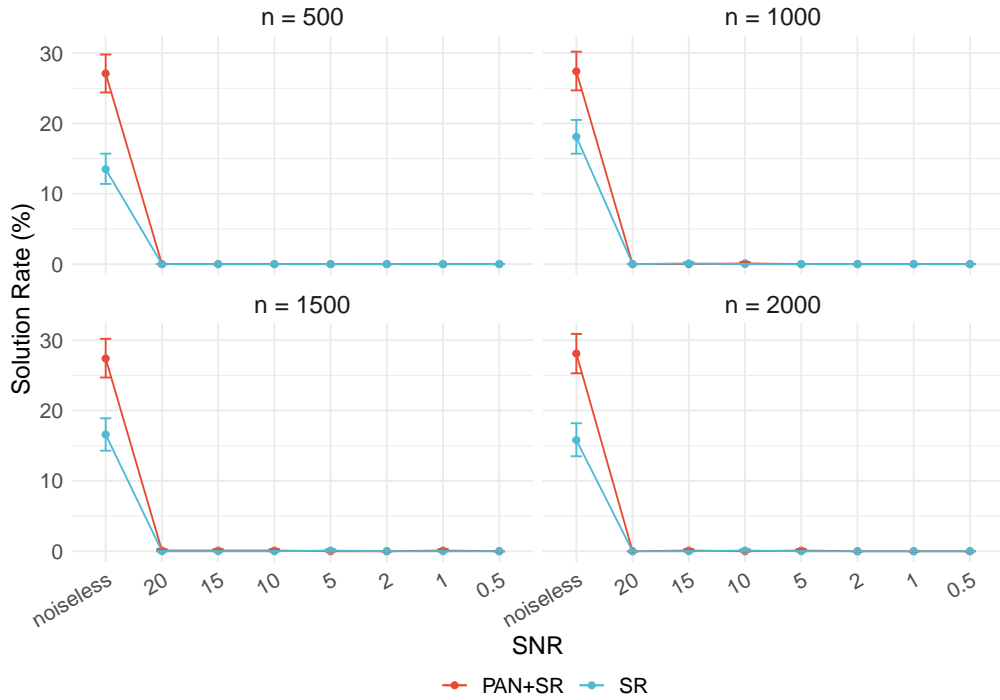 n = 500
n = 1000
30
20
10
0
n = 1500
n = 2000
30
20
10
0
Solution Rate (%)
noiseless 20 15 10 5 2 1 0.5
noiseless 20 15 10 5 2 1 0.5
SNR
PAN+SR SR